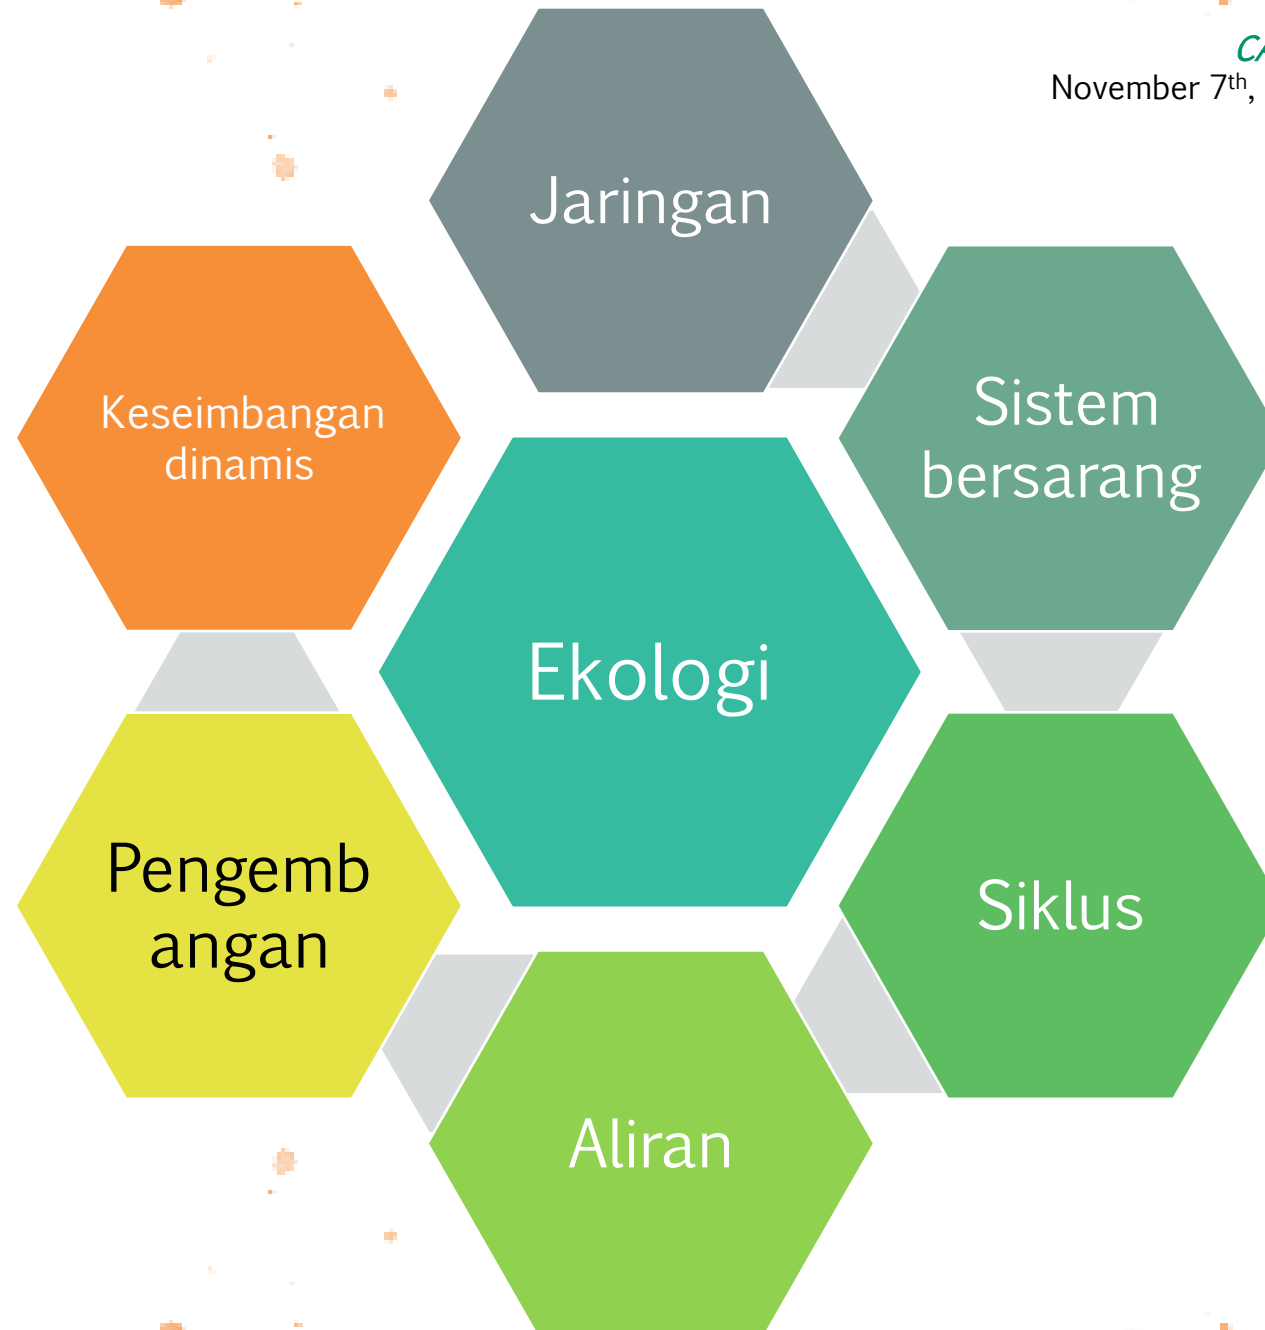 November 7th,
Jaringan
Keseimbangan
dinamis
Sistem
bersarang
Ekologi
Pengemb
angan
Siklus
Aliran